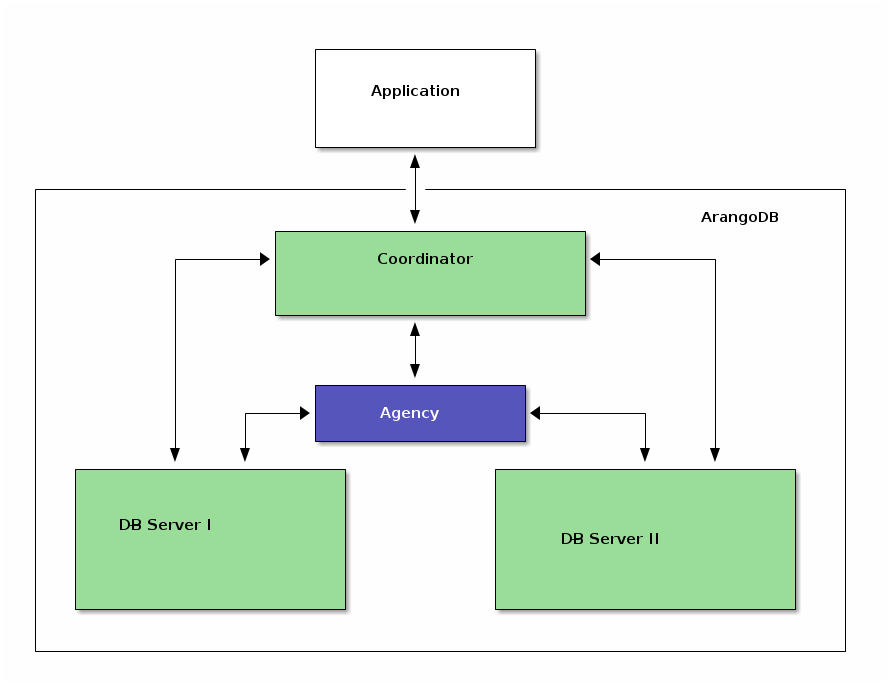 Application
ArangoDB
Coordinator
Agency
DB Server I
DB Server II